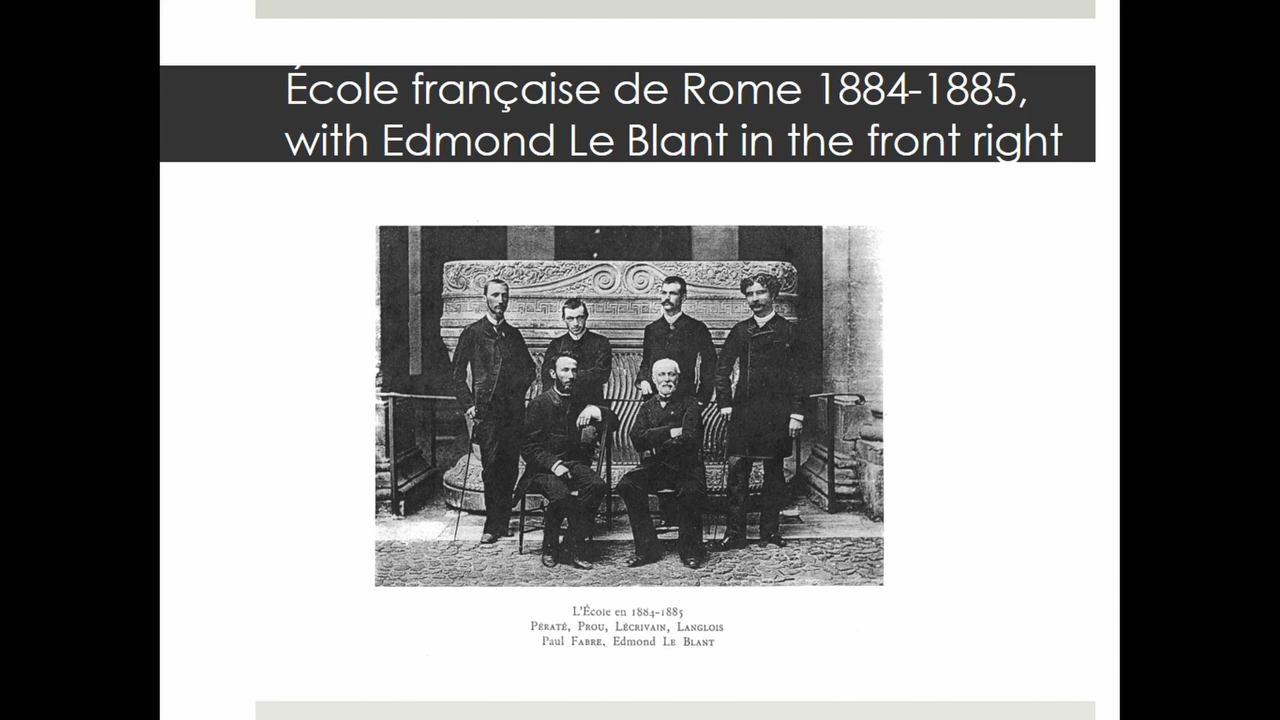 École française de Rome 1884-1885,
with Edmond Le Blant in the front right
L'École en 1884-1885
Pératé, Prou, Lécrivain, Langlois
Paul Fabre, Edmond Le Blant